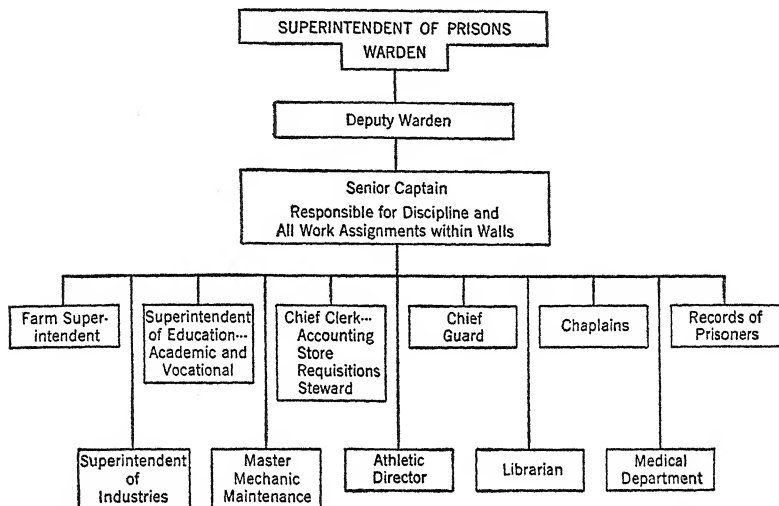 SUPERINTENDENT OF PRISONS
WARDEN
Deputy Warden
Senior Captain
Responsible for Discipline and
All Work Assignments within Walls
Farm Super-
intendent
Superintendent
of Education---
Academic and
Vocational
Chief Clerk---
Accounting
Store
Requisitions
Steward
Chief
Guard
Chaplains
Records of
Prisoners
Superintendent
of
Industries
Master
Mechanic
Maintenance
Athletic
Director
Librarian
Medical
Department